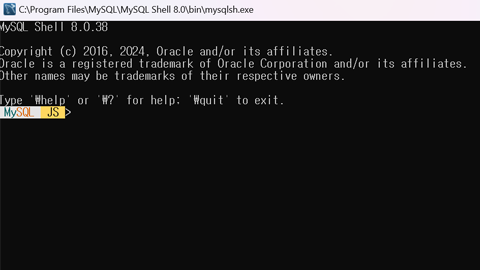 C:\Program Files\MySQL\MySQL Shell 8.0\bin\mysqlsh.exe
MySQL Shell 8.0.38
Copyright (c) 2016, 2024, Oracle and/or its affiliates.
Oracle is a registered trademark of Oracle Corporation and/or its affiliates.
Other names may be trademarks of their respective owners.
Type '₩help' or '₩?' for help; '₩quit' to exit.
MySQL JS >